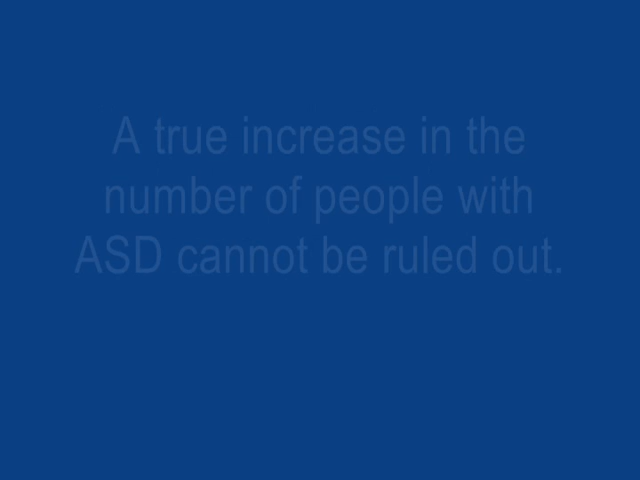 A true increase in the
number of people with
ASD cannot be ruled out.